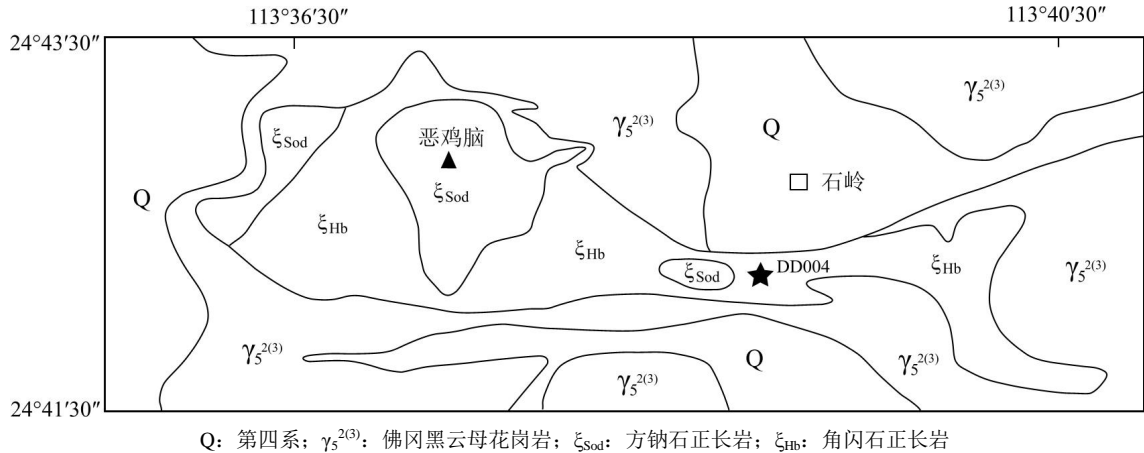 113°36′30″
113°40′30″
24°43′30″
γ₅²⁽³⁾
ξSod
恶鸡脑
γ₅²⁽³⁾
Q
石岭
ξSod
Q
ξHb
ξHb
ξSod
DD004
ξHb
γ₅²⁽³⁾
γ₅²⁽³⁾
Q
γ₅²⁽³⁾
γ₅²⁽³⁾
24°41′30″
Q: 第四系; γ₅²⁽³⁾: 佛冈黑云母花岗岩; ξSod: 方钠石正长岩; ξHb: 角闪石正长岩